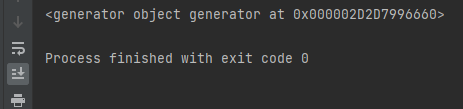 <generator object generator at 0x000002D2D7996660>
Process finished with exit code 0